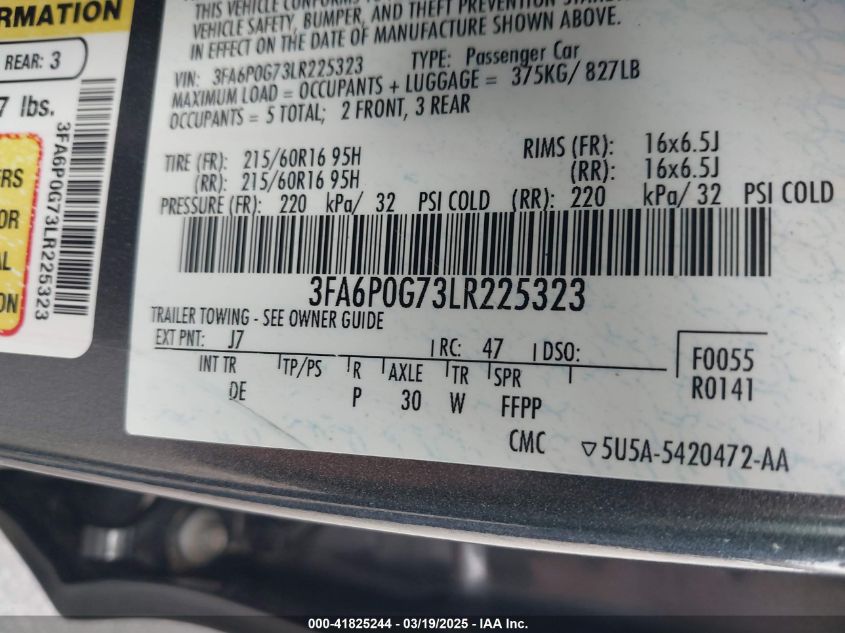 RMATION
REAR: 3
7 lbs.
3FA6P0G73LR225323
ERS
OR
AL
ON
THIS VEHICLE CONFORMS
VEHICLE SAFETY, BUMPER, AND THEFT PREVENTION
IN EFFECT ON THE DATE OF MANUFACTURE SHOWN ABOVE.
VIN: 3FA6P0G73LR225323 TYPE: Passenger Car
MAXIMUM LOAD = OCCUPANTS + LUGGAGE = 375KG/ 827LB
OCCUPANTS = 5 TOTAL; 2 FRONT, 3 REAR
TIRE (FR): 215/60R16 95H RIMS (FR): 16x6.5J
(RR): 215/60R16 95H (RR): 16x6.5J
PRESSURE (FR): 220 kPa/ 32 PSI COLD (RR): 220 kPa/ 32 PSI COLD
3FA6P0G73LR225323
TRAILER TOWING - SEE OWNER GUIDE
EXT PNT: J7 RC: 47 DSO:
INT TR TP/PS R AXLE TR SPR
DE P 30 W FFPP
F0055
R0141
CMC ▽5U5A-5420472-AA
000-41825244 — 03/19/2025 — IAA Inc.